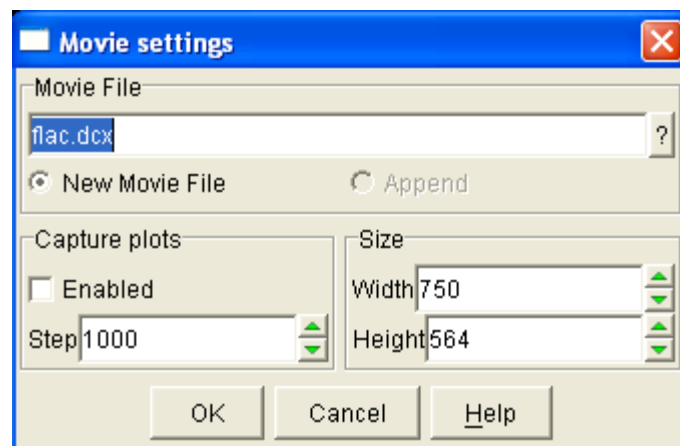 Movie settings
Movie File
flac.dcx
?
New Movie File
Append
Capture plots
Enabled
Step 1000
Size
Width 750
Height 564
OK
Cancel
Help